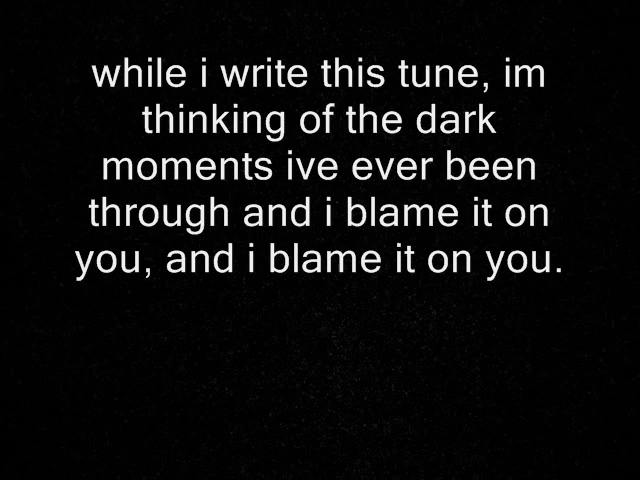 while i write this tune, im
thinking of the dark
moments ive ever been
through and i blame it on
you, and i blame it on you.